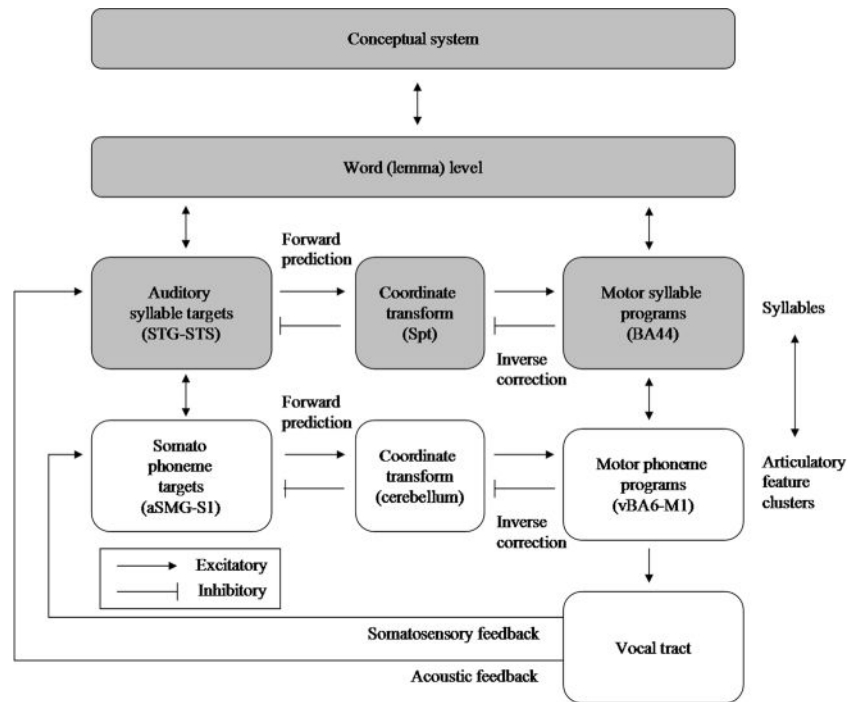 Conceptual system
Word (lemma) level
Forward
prediction
Auditory
syllable targets
(STG-STS)
Coordinate
transform
(Spt)
Motor syllable
programs
(BA44)
Syllables
Inverse
correction
Forward
prediction
Somato
phoneme
targets
(aSMG-S1)
Coordinate
transform
(cerebellum)
Motor phoneme
programs
(vBA6-M1)
Articulatory
feature
clusters
Inverse
correction
Excitatory
Inhibitory
Somatosensory feedback
Vocal tract
Acoustic feedback